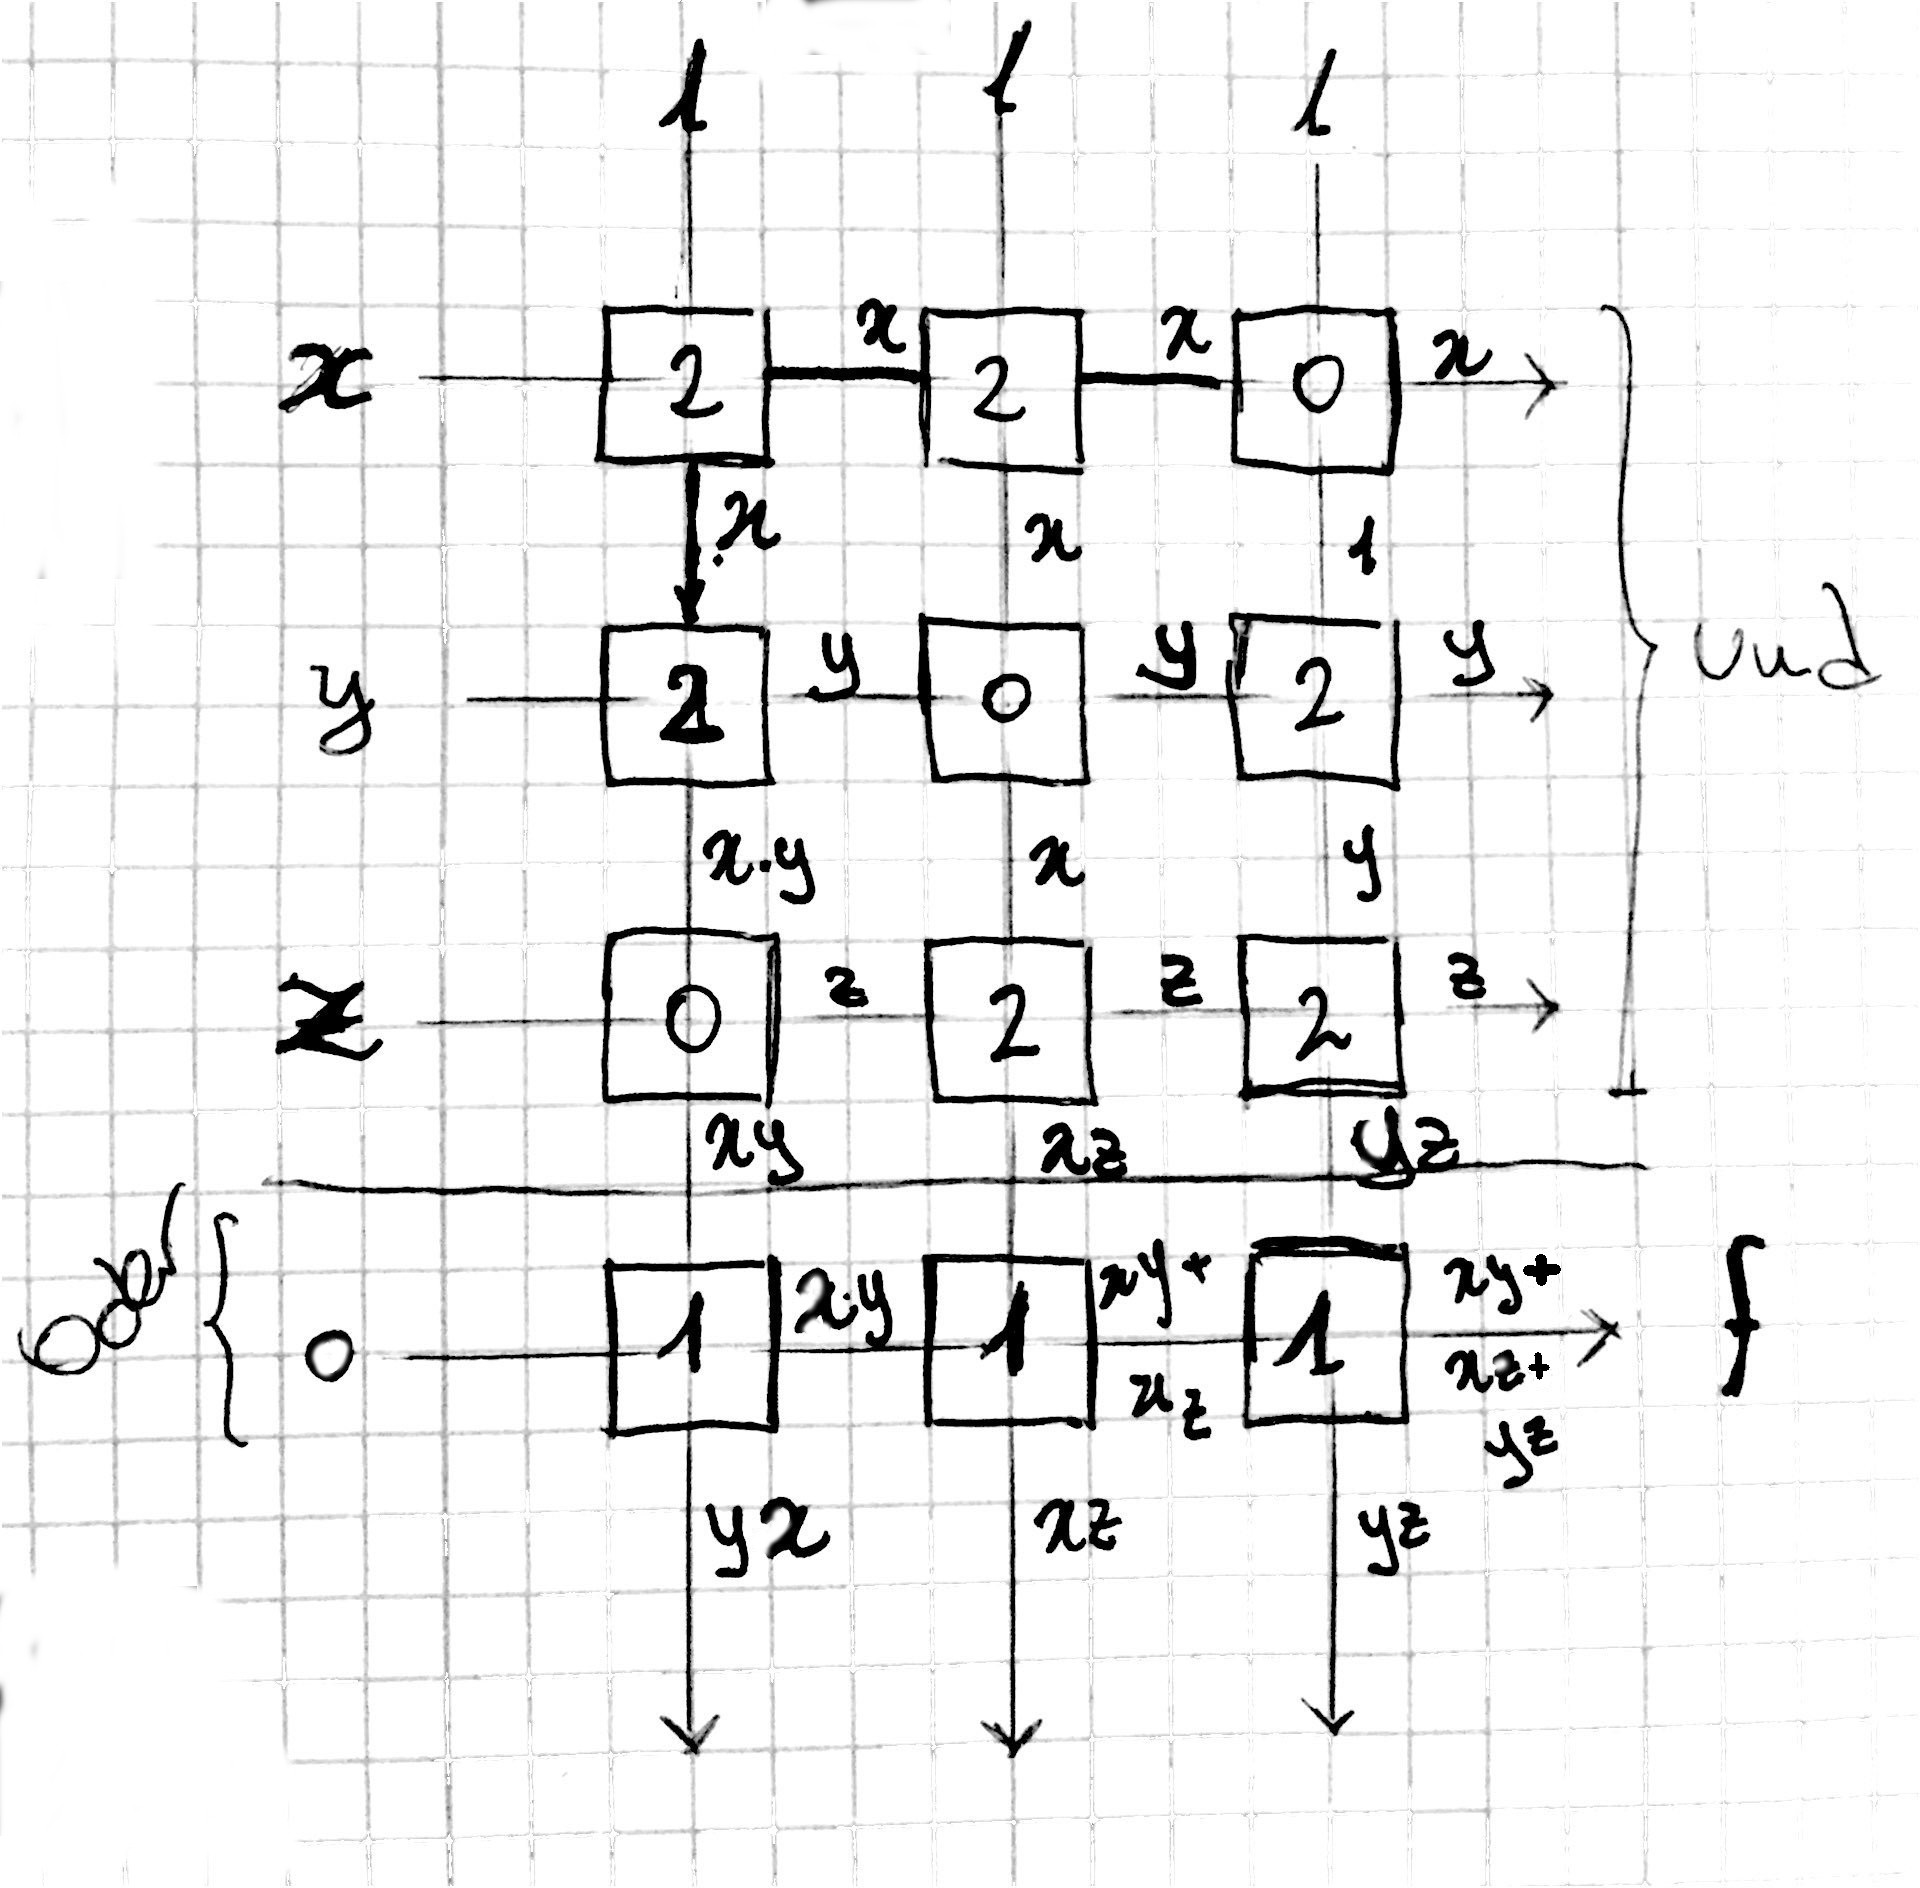 1 1 1
x 2 x 2 x 0 x
x x 1
Und
y 2 y 0 y 2 y
x.y x y
z 0 z 2 z 2 z
xy xz yz
Oder
0 1 x.y 1 xy+ xz 1 xy+ xz+ yz f
yx xz yz